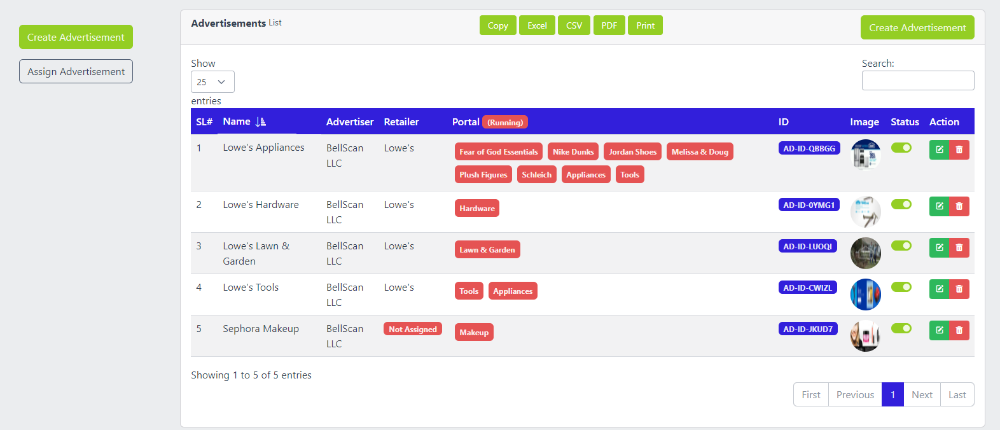 Create Advertisement
Assign Advertisement
Advertisements List
Copy Excel CSV PDF Print
Create Advertisement
Show
25
entries
Search:
SL# Name Advertiser Retailer Portal (Running) ID Image Status Action
1 Lowe's Appliances BellScan LLC Lowe's Fear of God Essentials Nike Dunks Jordan Shoes Melissa & Doug Plush Figures Schleich Appliances Tools AD-ID-QBBGG
2 Lowe's Hardware BellScan LLC Lowe's Hardware AD-ID-0YMG1
3 Lowe's Lawn & Garden BellScan LLC Lowe's Lawn & Garden AD-ID-LUOQI
4 Lowe's Tools BellScan LLC Lowe's Tools Appliances AD-ID-CWIZL
5 Sephora Makeup BellScan LLC Not Assigned Makeup AD-ID-JKUD7
Showing 1 to 5 of 5 entries
First Previous 1 Next Last